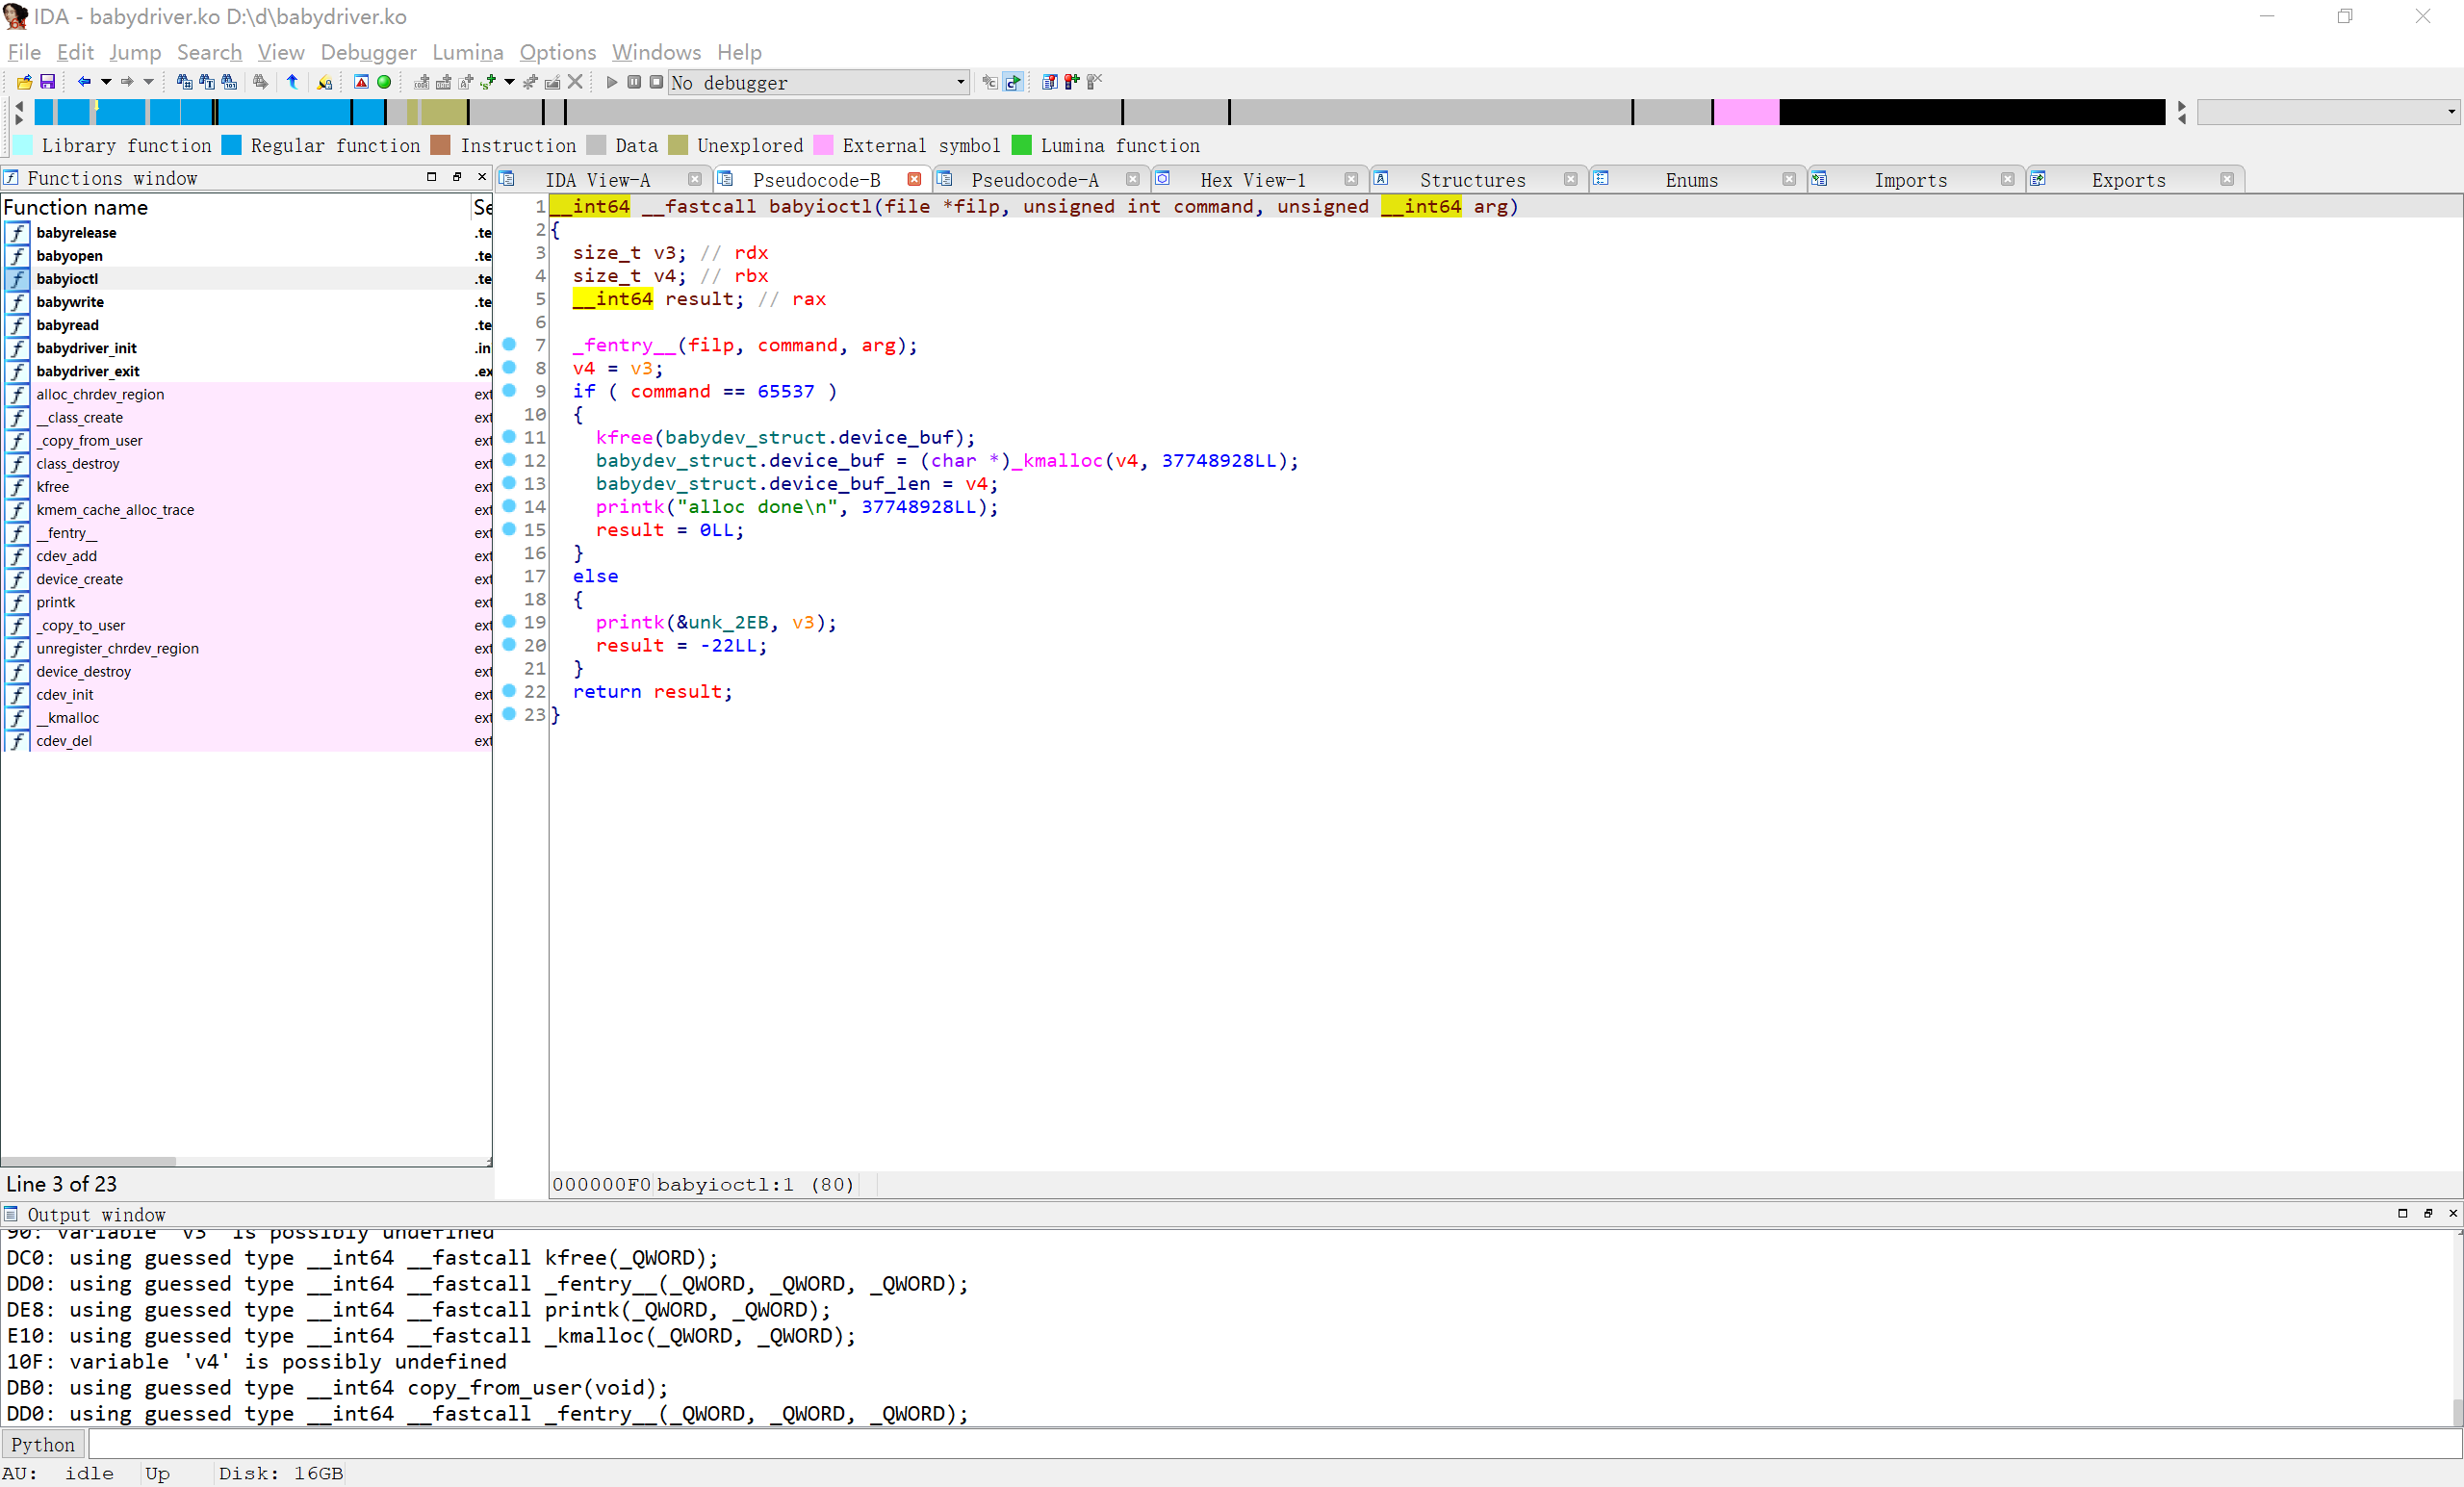 IDA - babydriver.ko D:\d\babydriver.ko
File Edit Jump Search View Debugger Lumina Options Windows Help
No debugger
Library function Regular function Instruction Data Unexplored External symbol Lumina function
Functions window
IDA View-A Pseudocode-B Pseudocode-A Hex View-1 Structures Enums Imports Exports
Function name Se
babyrelease .te
babyopen .te
babyioctl .te
babywrite .te
babyread .te
babydriver_init .in
babydriver_exit .ex
alloc_chrdev_region ext
__class_create ext
_copy_from_user ext
class_destroy ext
kfree ext
kmem_cache_alloc_trace ext
__fentry__ ext
cdev_add ext
device_create ext
printk ext
_copy_to_user ext
unregister_chrdev_region ext
device_destroy ext
cdev_init ext
__kmalloc ext
cdev_del ext
Line 3 of 23
1 __int64 __fastcall babyioctl(file *filp, unsigned int command, unsigned __int64 arg)
2 {
3 size_t v3; // rdx
4 size_t v4; // rbx
5 __int64 result; // rax
6
7 _fentry__(filp, command, arg);
8 v4 = v3;
9 if ( command == 65537 )
10 {
11 kfree(babydev_struct.device_buf);
12 babydev_struct.device_buf = (char *)_kmalloc(v4, 37748928LL);
13 babydev_struct.device_buf_len = v4;
14 printk("alloc done\n", 37748928LL);
15 result = 0LL;
16 }
17 else
18 {
19 printk(&unk_2EB, v3);
20 result = -22LL;
21 }
22 return result;
23 }
000000F0 babyioctl:1 (80)
Output window
90: variable 'v3' is possibly undefined
DC0: using guessed type __int64 __fastcall kfree(_QWORD);
DD0: using guessed type __int64 __fastcall _fentry__(_QWORD, _QWORD, _QWORD);
DE8: using guessed type __int64 __fastcall printk(_QWORD, _QWORD);
E10: using guessed type __int64 __fastcall _kmalloc(_QWORD, _QWORD);
10F: variable 'v4' is possibly undefined
DB0: using guessed type __int64 copy_from_user(void);
DD0: using guessed type __int64 __fastcall _fentry__(_QWORD, _QWORD, _QWORD);
Python
AU: idle Up Disk: 16GB